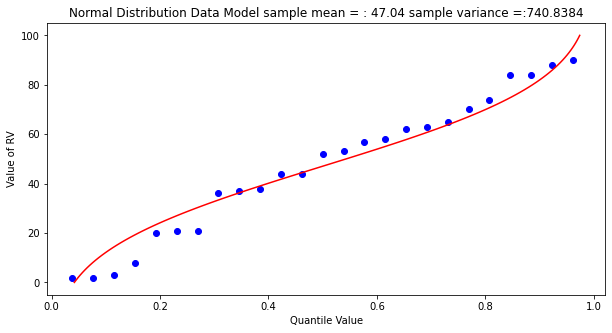 Normal Distribution Data Model sample mean = : 47.04 sample variance =:740.8384
100
80
60
40
20
0
Value of RV
0.0 0.2 0.4 0.6 0.8 1.0
Quantile Value